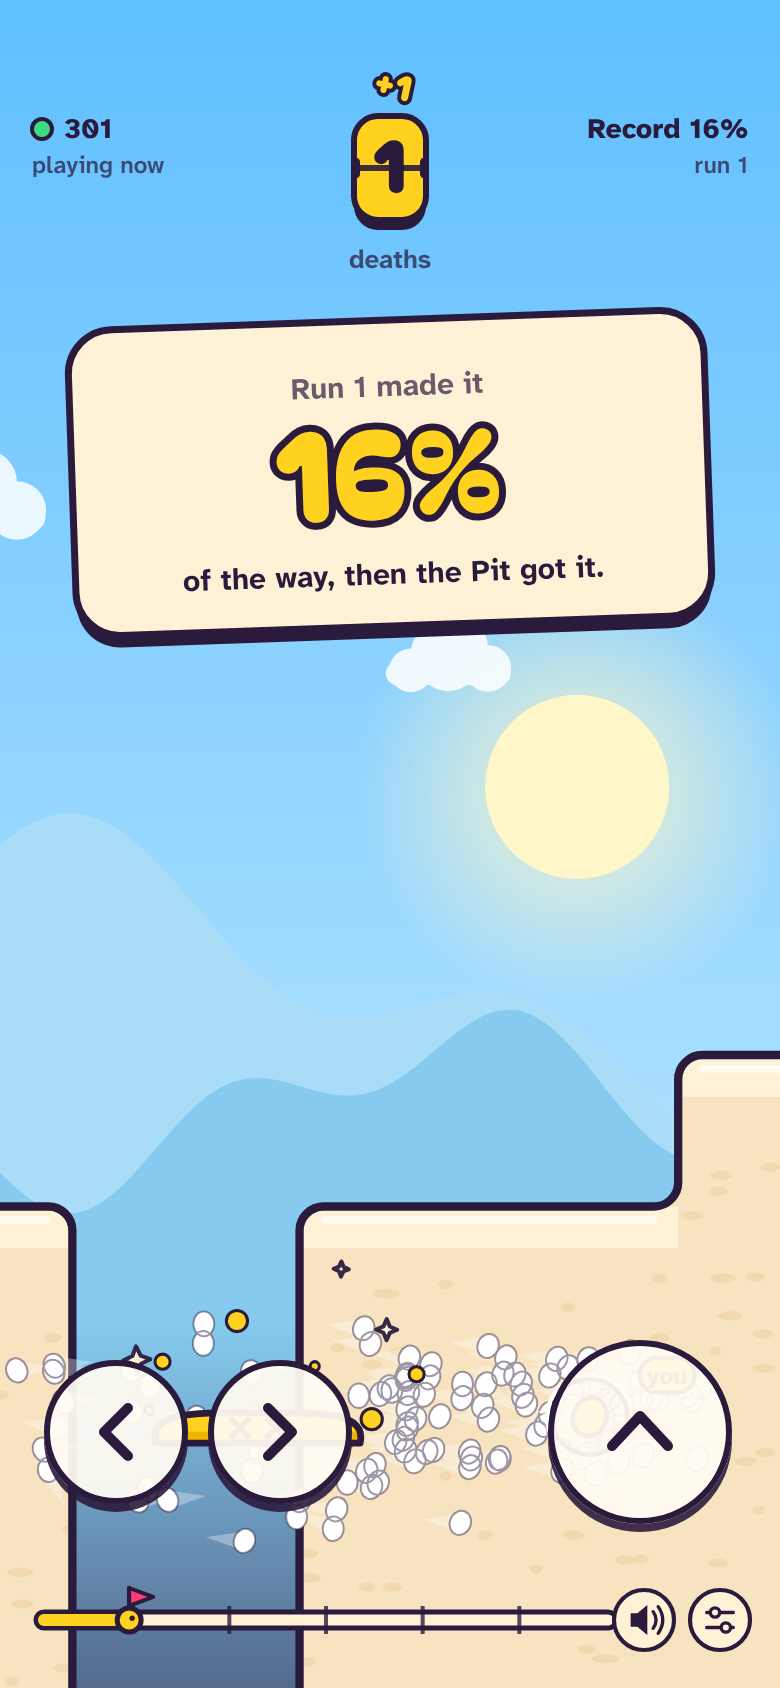 +1
301
playing now
1
deaths
Record 16%
run 1
Run 1 made it
16%
of the way, then the Pit got it.
you